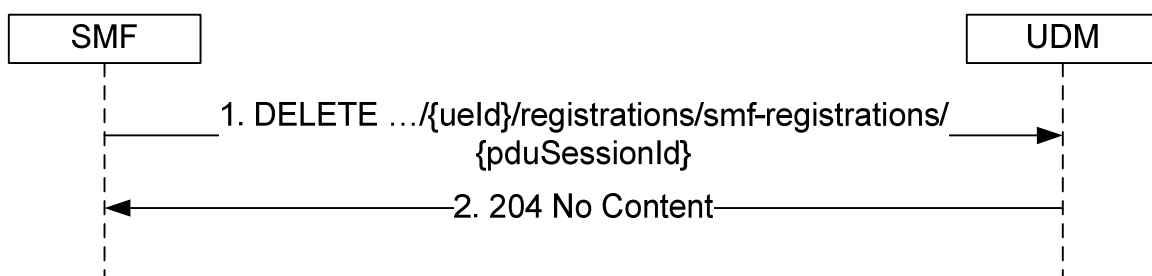 SMF
UDM
1. DELETE …/{ueId}/registrations/smf-registrations/
{pduSessionId}
2. 204 No Content